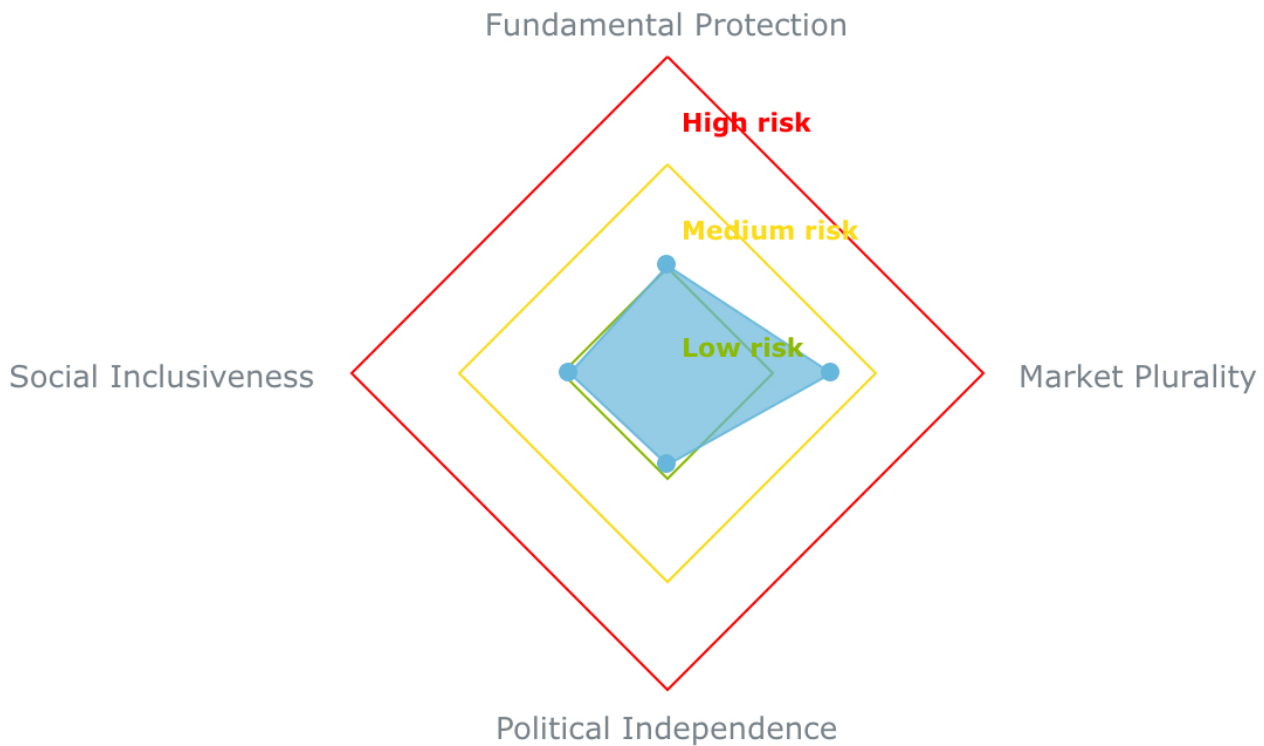 Fundamental Protection
High risk
Medium risk
Low risk
Social Inclusiveness
Market Plurality
Political Independence